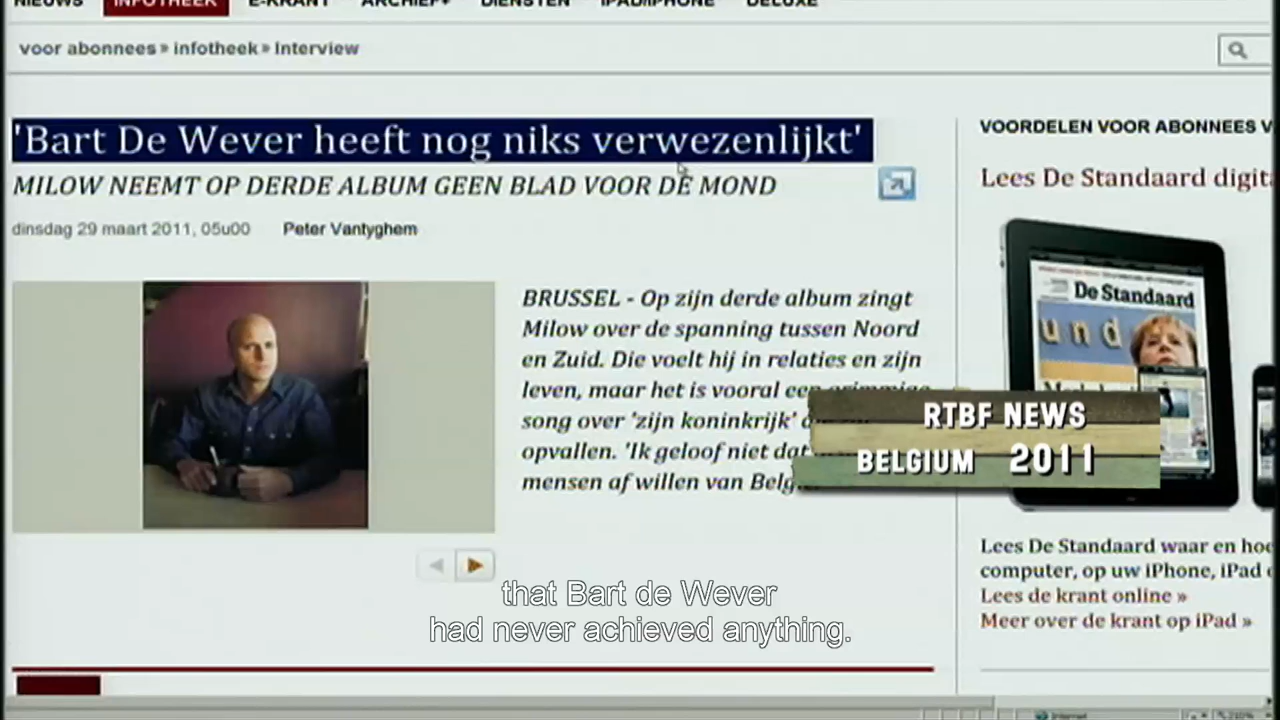 NIEUWS INFOTHEEK E-KRANT ARCHIEF+ DIENSTEN IPAD/IPHONE DELUXE
voor abonnees » infotheek » Interview
'Bart De Wever heeft nog niks verwezenlijkt'
MILOW NEEMT OP DERDE ALBUM GEEN BLAD VOOR DE MOND
dinsdag 29 maart 2011, 05u00 Peter Vantyghem
BRUSSEL - Op zijn derde album zingt
Milow over de spanning tussen Noord
en Zuid. Die voelt hij in relaties en zijn
leven, maar het is vooral een grimmige
song over 'zijn koninkrijk'
opvallen. 'Ik geloof niet dat
mensen af willen van
VOORDELEN VOOR ABONNEES V
Lees De Standaard digit
De Standaard
und
RTBF NEWS
BELGIUM 2011
Lees De Standaard waar en hoe
computer, op uw iPhone, iPad
Lees de krant online »
Meer over de krant op iPad »
that Bart de Wever
had never achieved anything.
Internet